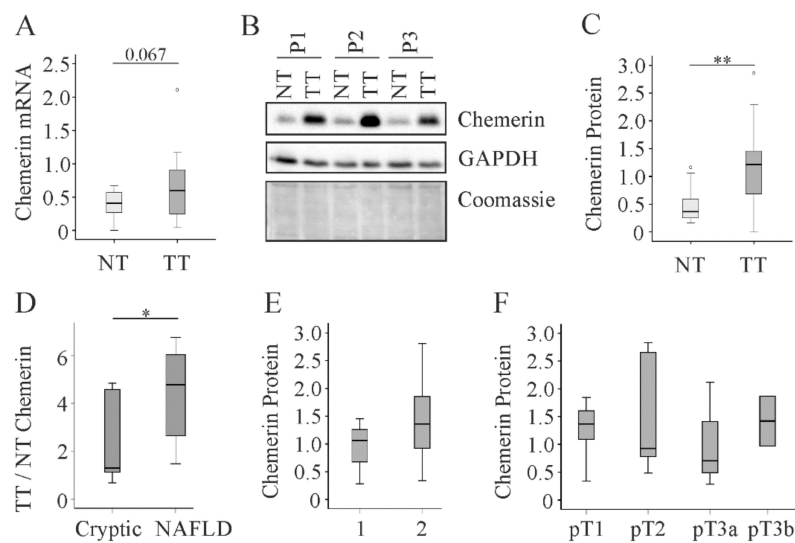 A
0.067
Chemerin mRNA
2.5
2.0
1.5
1.0
0.5
0
NT TT
B
P1 P2 P3
NT TT NT TT NT TT
Chemerin
GAPDH
Coomassie
C
**
Chemerin Protein
3.0
2.5
2.0
1.5
1.0
0.5
0
NT TT
D
*
TT / NT Chemerin
6
4
2
0
Cryptic NAFLD
E
Chemerin Protein
3.0
2.5
2.0
1.5
1.0
0.5
0
1 2
F
Chemerin Protein
3.0
2.5
2.0
1.5
1.0
0.5
0
pT1 pT2 pT3a pT3b